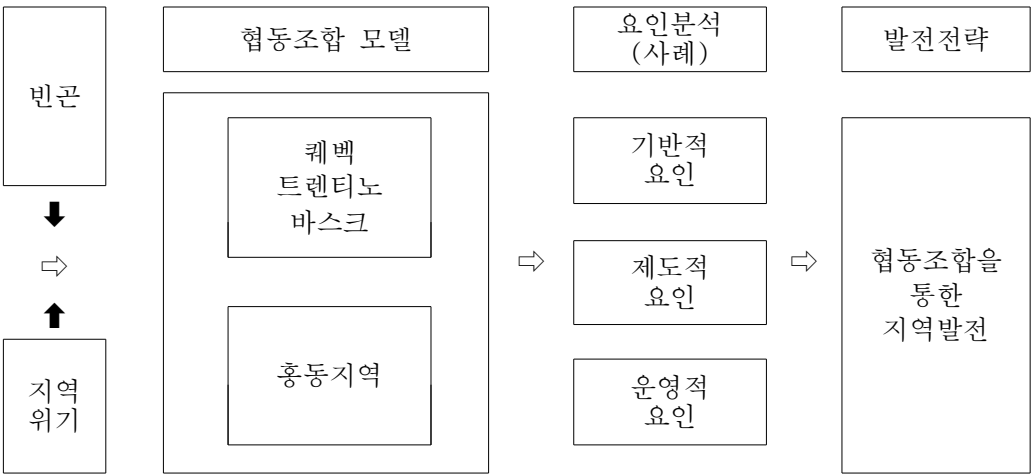 빈곤
지역
위기
협동조합 모델
퀘벡
트렌티노
바스크
홍동지역
요인분석
(사례)
기반적
요인
제도적
요인
운영적
요인
발전전략
협동조합을
통한
지역발전